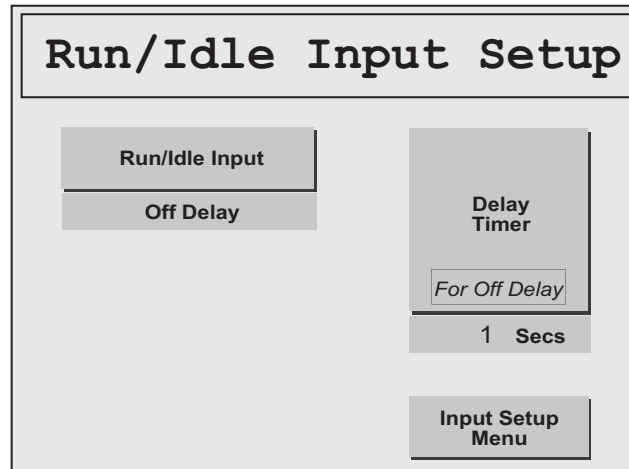 Run/Idle Input Setup
Run/Idle Input
Off Delay
Delay
Timer
For Off Delay
1 Secs
Input Setup
Menu